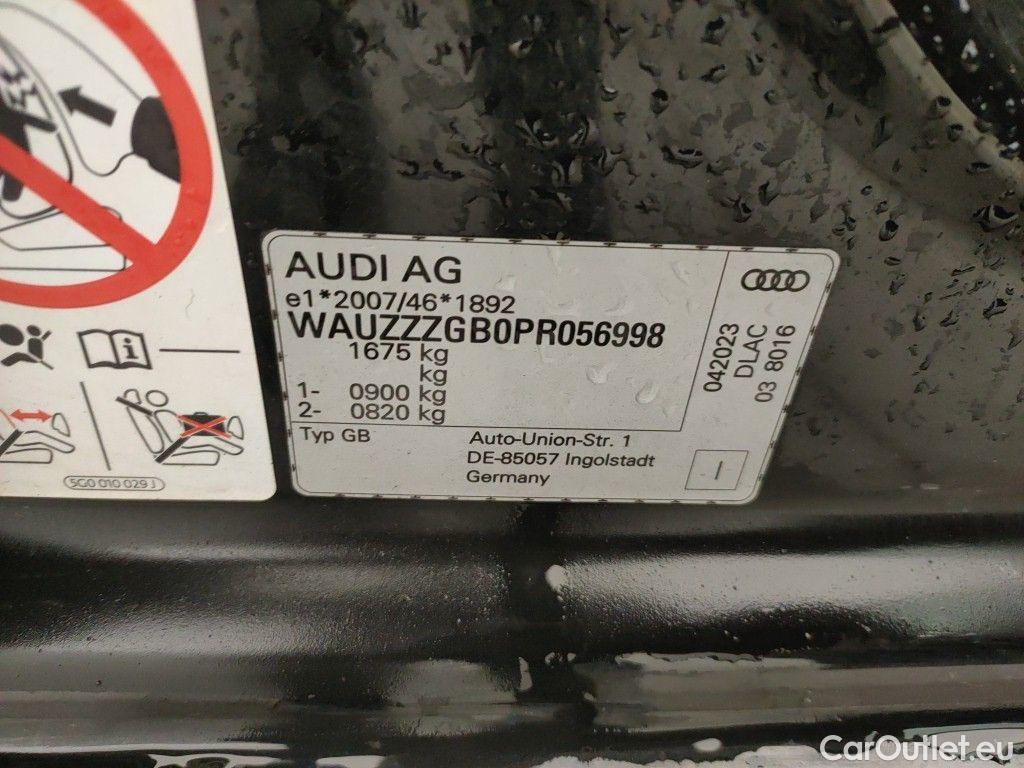 AUDI AG
e1*2007/46*1892
WAUZZZGB0PR056998
1675 kg
kg
1- 0900 kg
2- 0820 kg
Typ GB
Auto-Union-Str. 1
DE-85057 Ingolstadt
Germany
042023
DLAC
03 8016
5G0 010 029 J
CarOutlet.eu